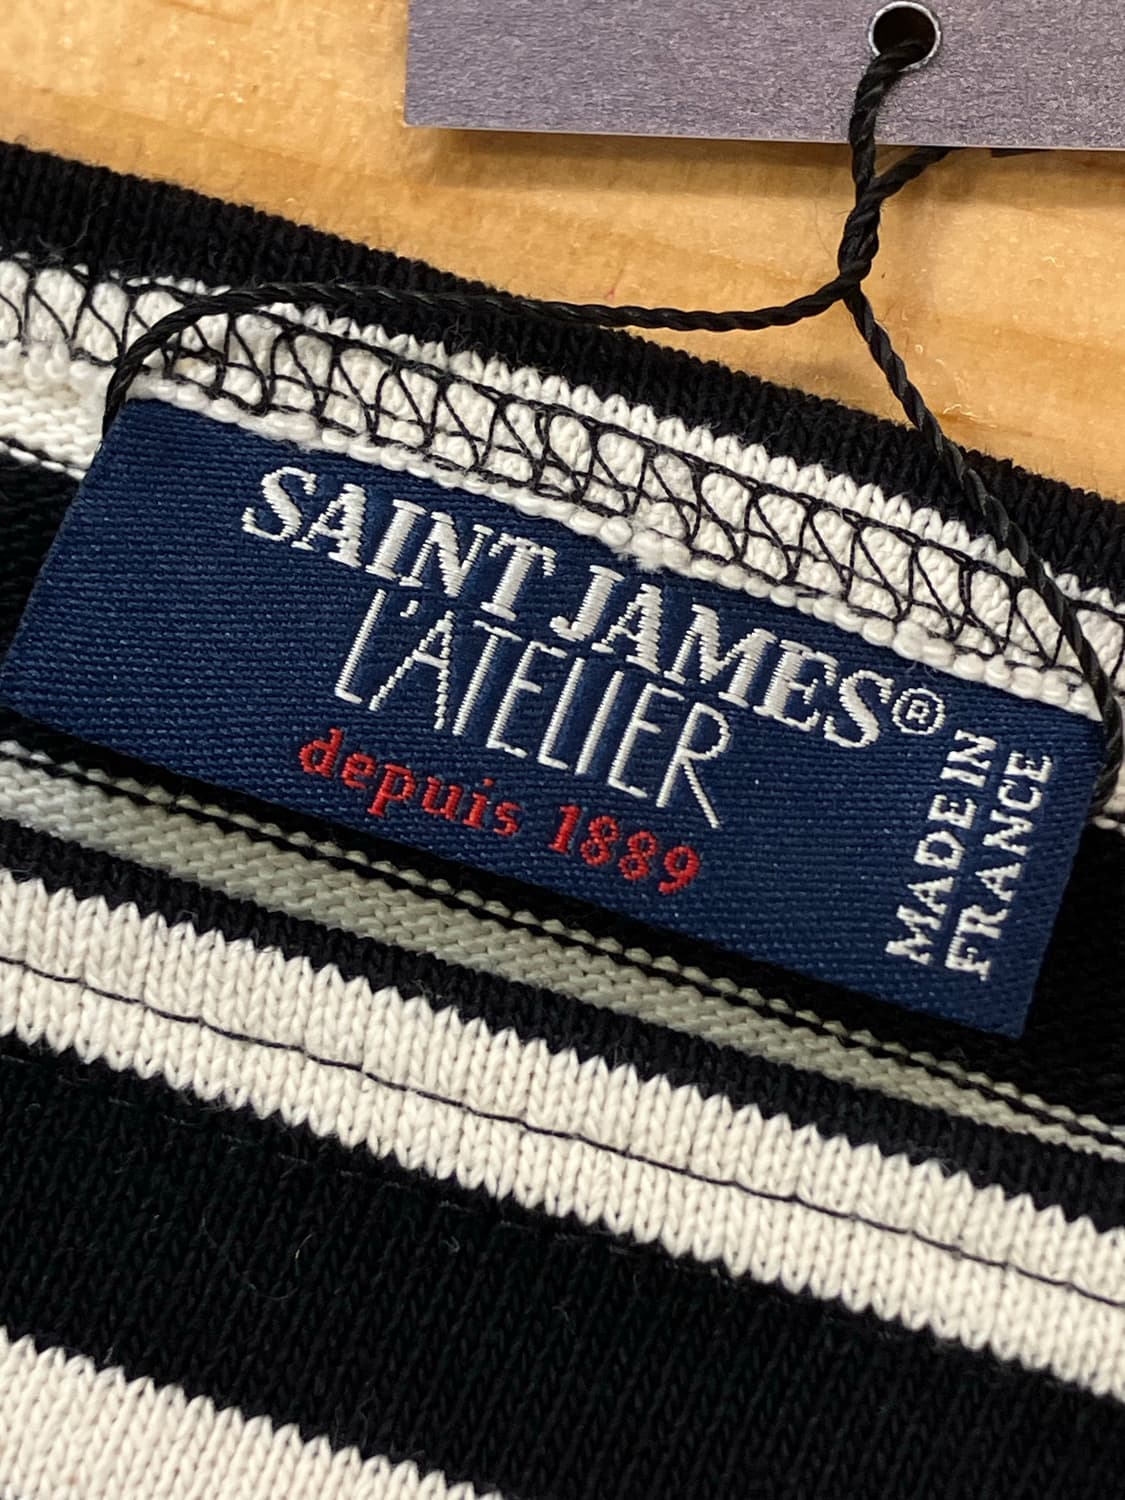 SAINT JAMES®
L'ATELIER
depuis 1889
MADE IN
FRANCE